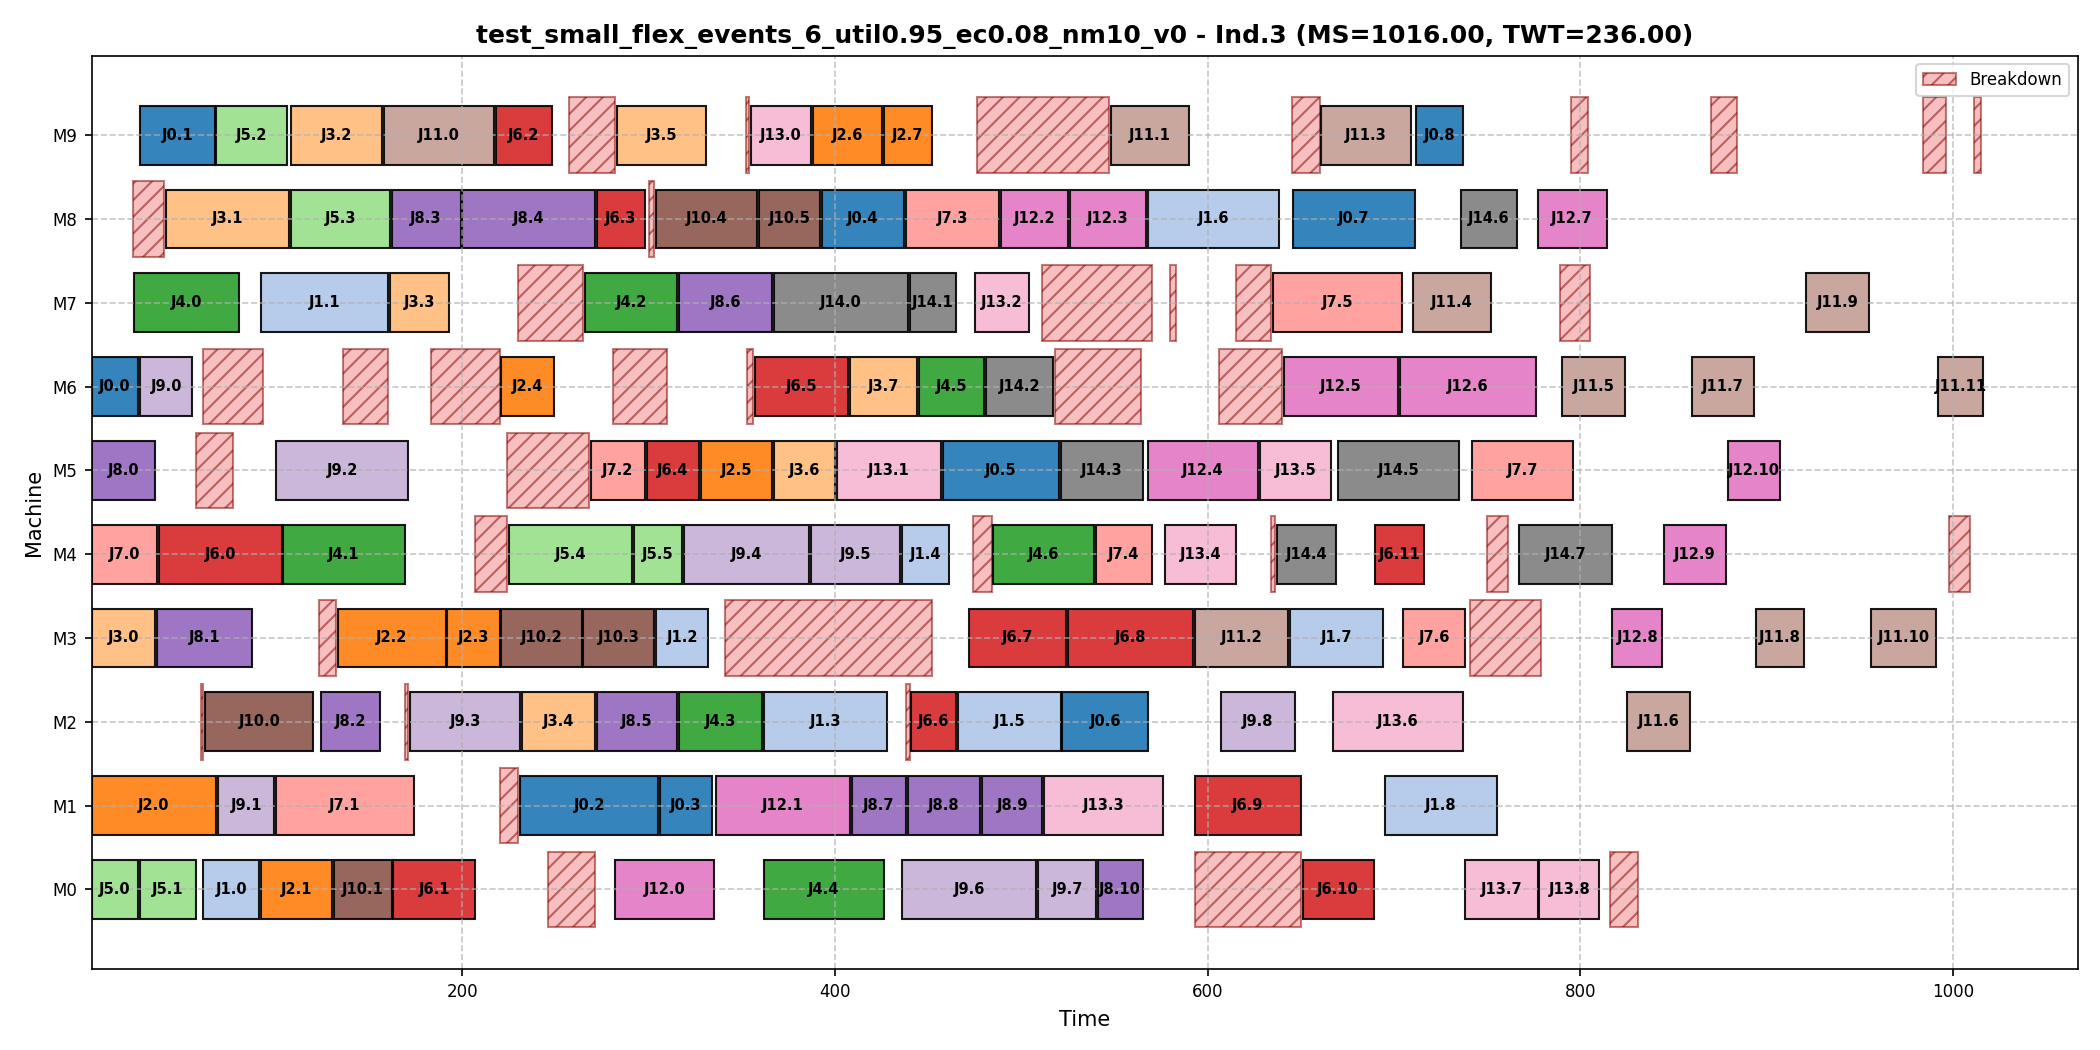 test_small_flex_events_6_util0.95_ec0.08_nm10_v0 - Ind.3 (MS=1016.00, TWT=236.00)
Breakdown
M9 J0.1 J5.2 J3.2 J11.0 J6.2 J3.5 J13.0 J2.6 J2.7 J11.1 J11.3 J0.8
M8 J3.1 J5.3 J8.3 J8.4 J6.3 J10.4 J10.5 J0.4 J7.3 J12.2 J12.3 J1.6 J0.7 J14.6 J12.7
M7 J4.0 J1.1 J3.3 J4.2 J8.6 J14.0 J14.1 J13.2 J7.5 J11.4 J11.9
M6 J0.0 J9.0 J2.4 J6.5 J3.7 J4.5 J14.2 J12.5 J12.6 J11.5 J11.7 J11.11
M5 J8.0 J9.2 J7.2 J6.4 J2.5 J3.6 J13.1 J0.5 J14.3 J12.4 J13.5 J14.5 J7.7 J12.10
M4 J7.0 J6.0 J4.1 J5.4 J5.5 J9.4 J9.5 J1.4 J4.6 J7.4 J13.4 J14.4 J6.11 J14.7 J12.9
M3 J3.0 J8.1 J2.2 J2.3 J10.2 J10.3 J1.2 J6.7 J6.8 J11.2 J1.7 J7.6 J12.8 J11.8 J11.10
M2 J10.0 J8.2 J9.3 J3.4 J8.5 J4.3 J1.3 J6.6 J1.5 J0.6 J9.8 J13.6 J11.6
M1 J2.0 J9.1 J7.1 J0.2 J0.3 J12.1 J8.7 J8.8 J8.9 J13.3 J6.9 J1.8
M0 J5.0 J5.1 J1.0 J2.1 J10.1 J6.1 J12.0 J4.4 J9.6 J9.7 J8.10 J6.10 J13.7 J13.8
200 400 600 800 1000
Time
Machine